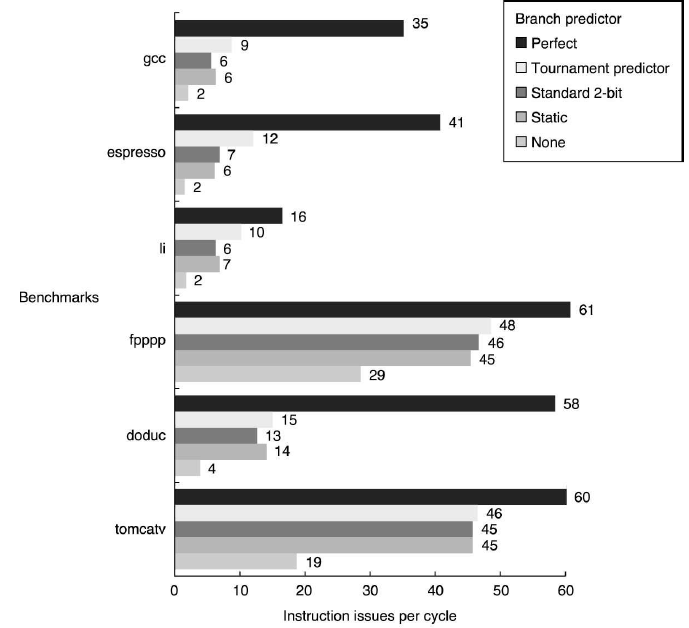 Branch predictor
Perfect
Tournament predictor
Standard 2-bit
Static
None
gcc
35
9
6
6
2
espresso
41
12
7
6
2
li
16
10
6
7
2
Benchmarks
fpppp
61
48
46
45
29
doduc
58
15
13
14
4
tomcatv
60
46
45
45
19
0 10 20 30 40 50 60
Instruction issues per cycle